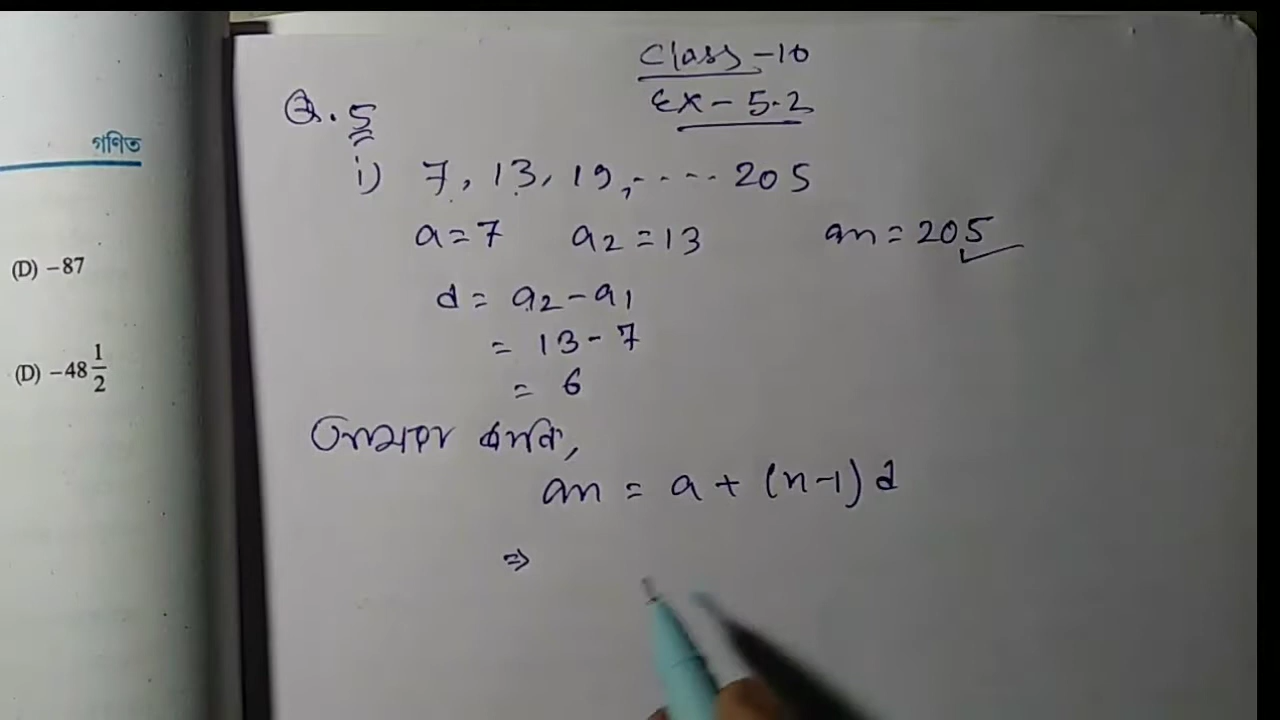 গণিত
(D) −87
(D) −48 1/2
Class-10
Ex-5.2
Q. 5
i) 7, 13, 19, .... 205
a=7 a2=13 an=205
d= a2-a1
= 13-7
= 6
an = a + (n-1) d
⇒